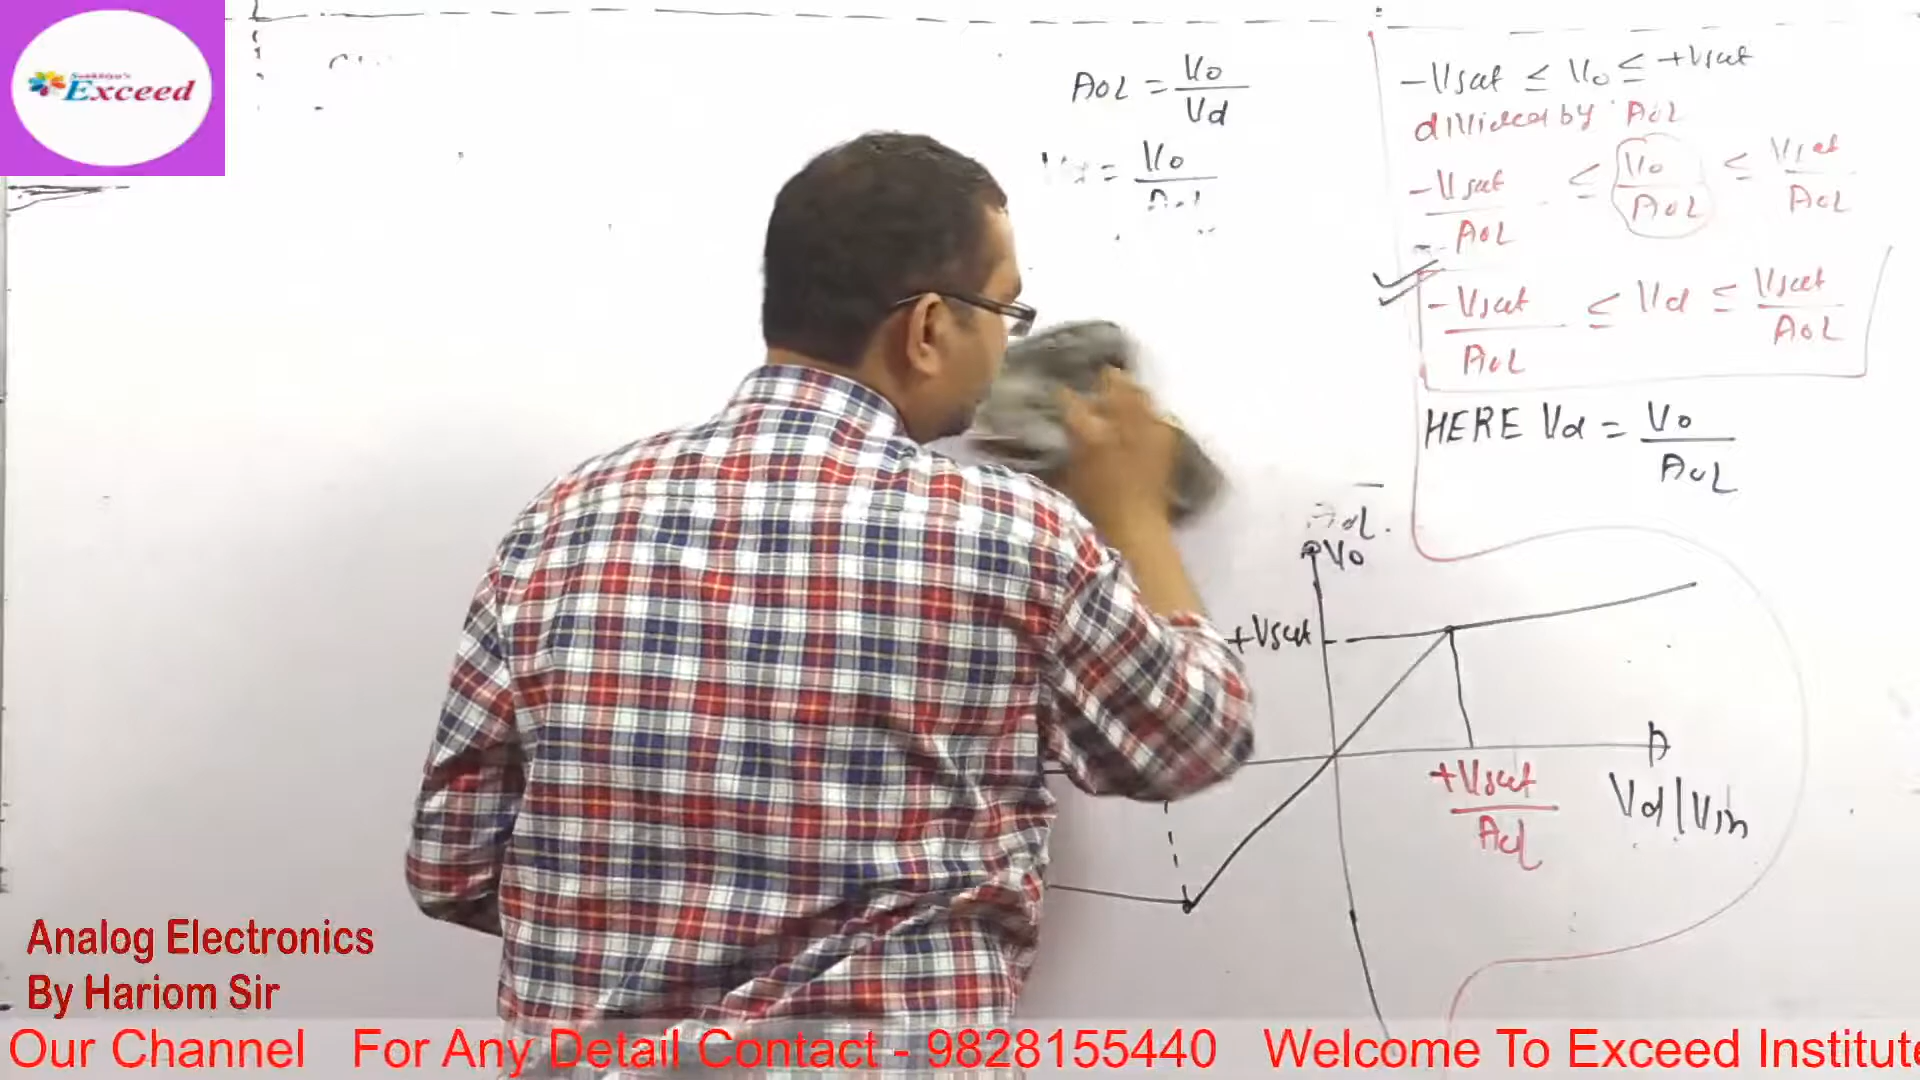 Exceed
AOL = Vo / Vd
= Vo / AOL
-Vsat ≤ Vo ≤ +Vsat
divided by AOL
-Vsat / AOL ≤ Vo / AOL ≤ Vsat / AOL
-Vsat / AOL ≤ Vd ≤ Vsat / AOL
HERE Vd = Vo / AOL
Vo
+Vsat
+Vsat / AOL
Vd | Vin
Analog Electronics
By Hariom Sir
Our Channel For Any Detail Contact - 9828155440 Welcome To Exceed Institute